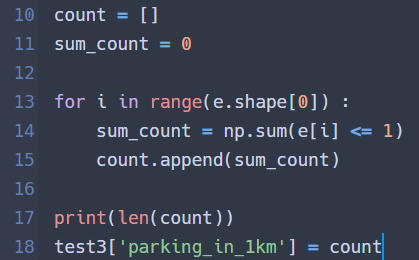 10 count = []
11 sum_count = 0
12
13 for i in range(e.shape[0]) :
14     sum_count = np.sum(e[i] <= 1)
15     count.append(sum_count)
16
17 print(len(count))
18 test3['parking_in_1km'] = count